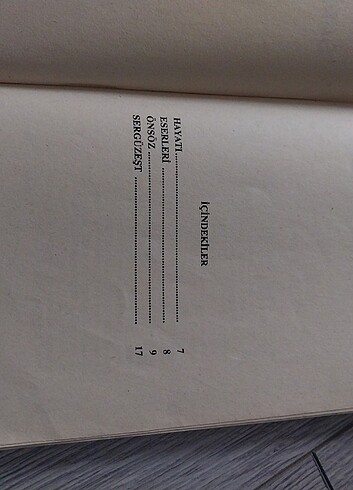 İÇİNDEKİLER
HAYATI.................................................... 7
ESERLERİ ................................................ 8
ÖNSÖZ..................................................... 9
SERGÜZEŞT ............................................ 17